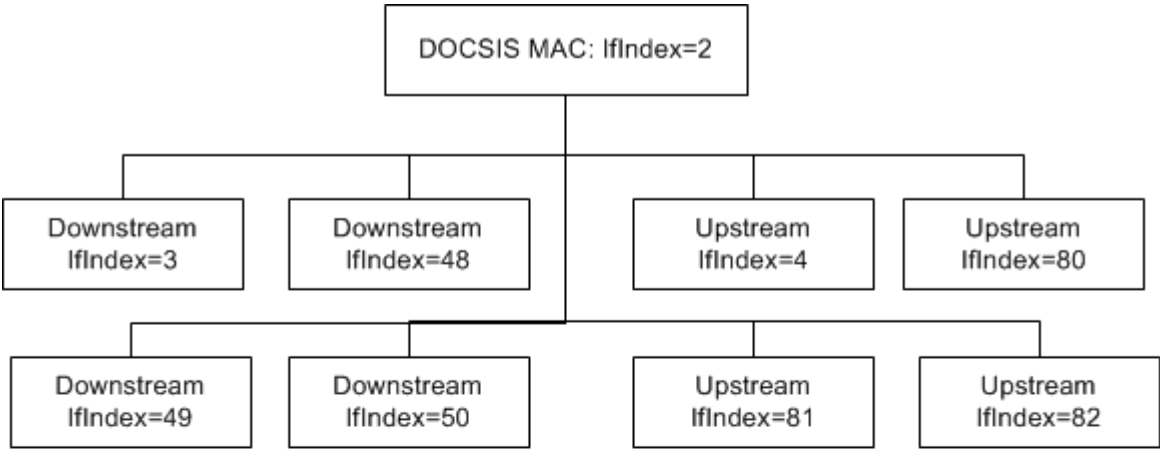 DOCSIS MAC: IfIndex=2
Downstream
IfIndex=3
Downstream
IfIndex=48
Upstream
IfIndex=4
Upstream
IfIndex=80
Downstream
IfIndex=49
Downstream
IfIndex=50
Upstream
IfIndex=81
Upstream
IfIndex=82